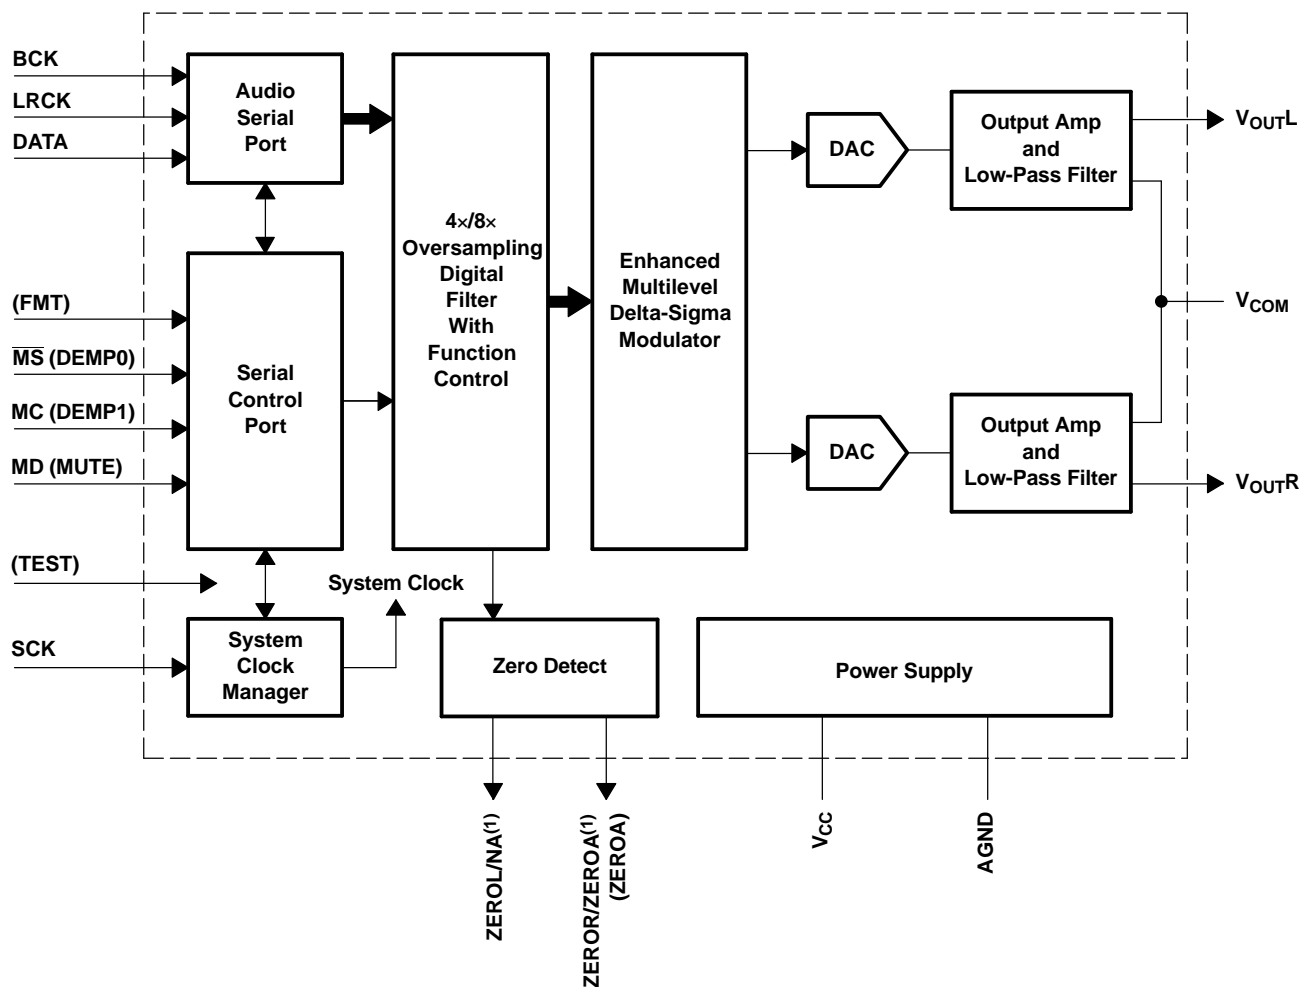 BCK
LRCK
DATA
Audio
Serial
Port
(FMT)
MS (DEMP0)
MC (DEMP1)
MD (MUTE)
Serial
Control
Port
(TEST)
SCK
System
Clock
Manager
System Clock
4×/8×
Oversampling
Digital
Filter
With
Function
Control
Enhanced
Multilevel
Delta-Sigma
Modulator
DAC
Output Amp
and
Low-Pass Filter
VOUTL
VCOM
DAC
Output Amp
and
Low-Pass Filter
VOUTR
Zero Detect
Power Supply
ZEROL/NA(1)
ZEROR/ZEROA(1)
(ZEROA)
VCC
AGND